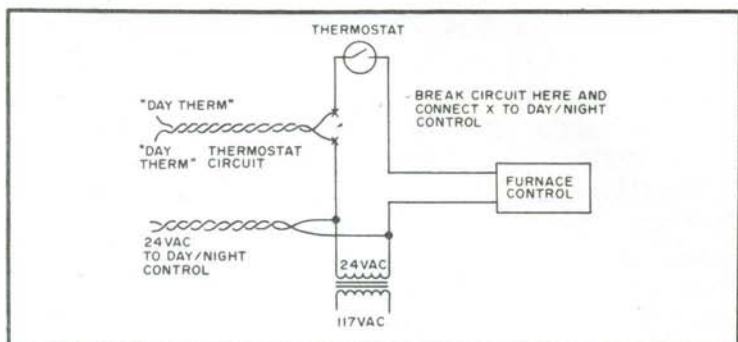 THERMOSTAT
"DAY THERM"
- BREAK CIRCUIT HERE AND
CONNECT X TO DAY/NIGHT
CONTROL
"DAY
THERM"
THERMOSTAT
CIRCUIT
FURNACE
CONTROL
24VAC
TO DAY/NIGHT
CONTROL
24VAC
117VAC